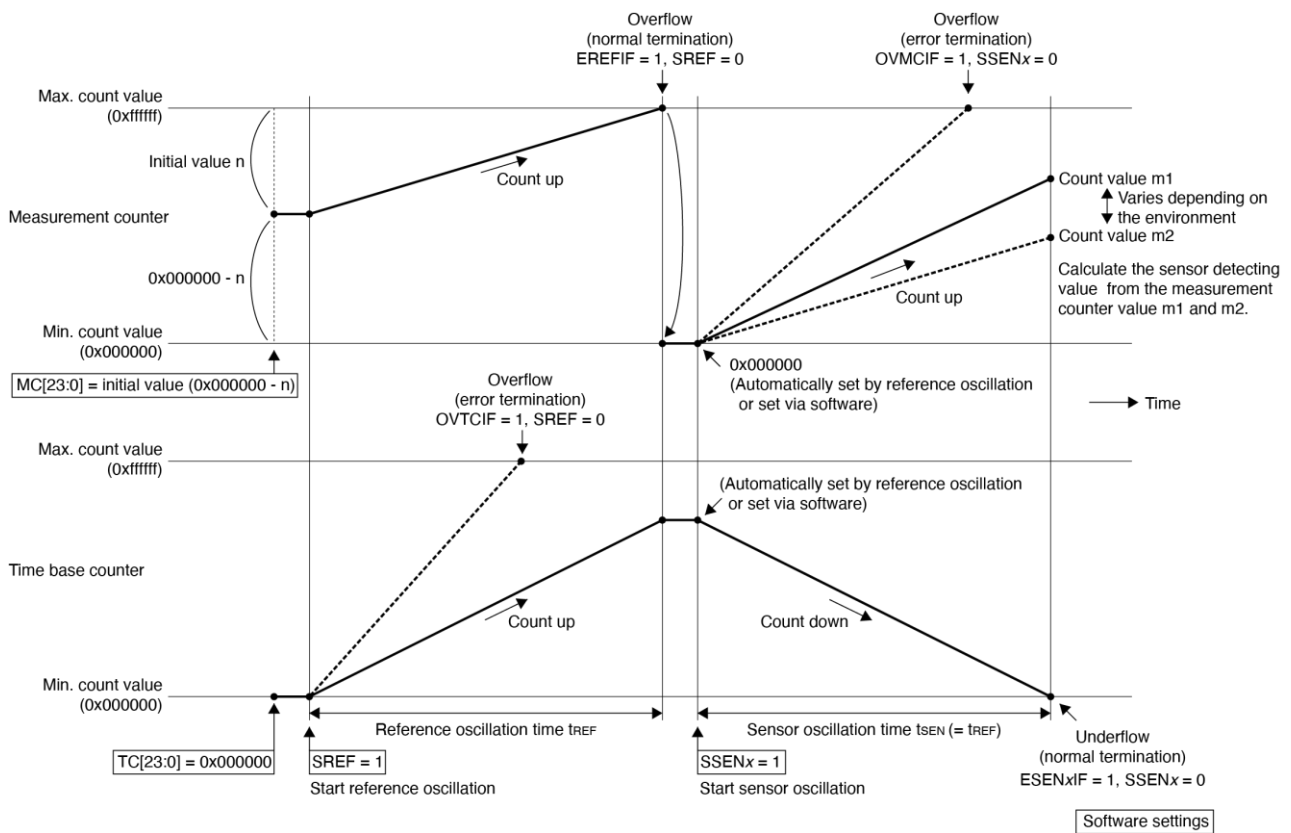 Overflow
(normal termination)
EREFIF = 1, SREF = 0
Overflow
(error termination)
OVMCIF = 1, SSENx = 0
Max. count value
(0xffffff)
Initial value n
Count up
Measurement counter
0x000000 - n
Count value m1
Varies depending on
the environment
Count value m2
Calculate the sensor detecting
value from the measurement
counter value m1 and m2.
Count up
Min. count value
(0x000000)
MC[23:0] = initial value (0x000000 - n)
0x000000
(Automatically set by reference oscillation
or set via software)
Overflow
(error termination)
OVTCIF = 1, SREF = 0
Time
Max. count value
(0xffffff)
(Automatically set by reference oscillation
or set via software)
Time base counter
Count up
Count down
Min. count value
(0x000000)
Reference oscillation time tREF
Sensor oscillation time tSEN (= tREF)
TC[23:0] = 0x000000
SREF = 1
Start reference oscillation
SSENx = 1
Start sensor oscillation
Underflow
(normal termination)
ESENxIF = 1, SSENx = 0
Software settings